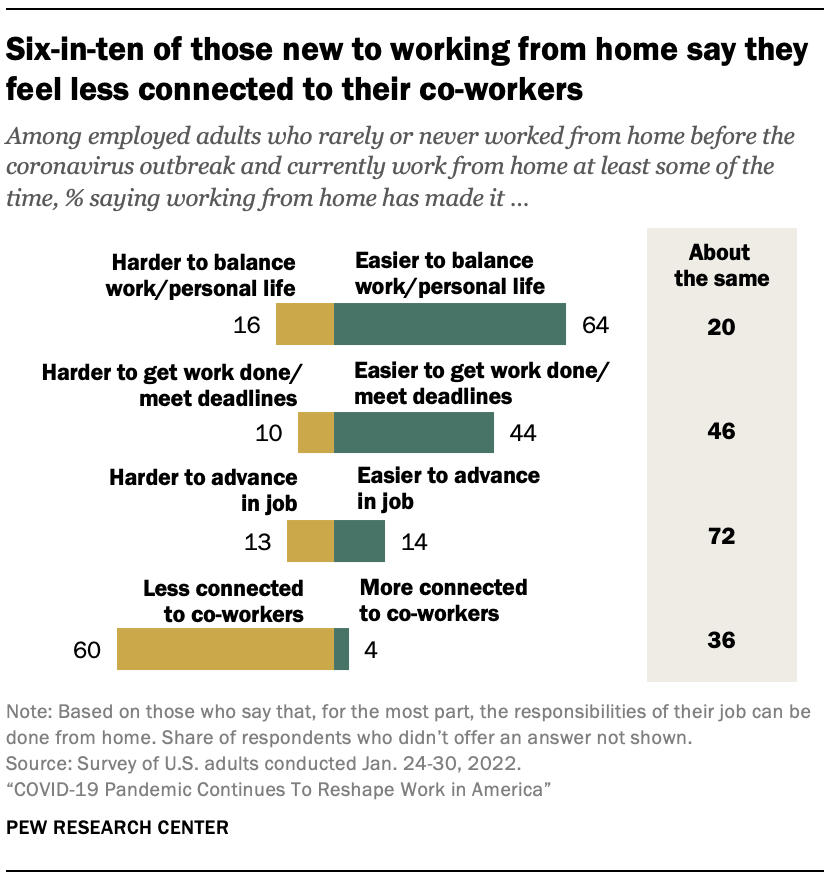 Six-in-ten of those new to working from home say they
feel less connected to their co-workers
Among employed adults who rarely or never worked from home before the
coronavirus outbreak and currently work from home at least some of the
time, % saying working from home has made it ...
About
the same
Harder to balance
work/personal life
Easier to balance
work/personal life
16
64
20
Harder to get work done/
meet deadlines
Easier to get work done/
meet deadlines
10
44
46
Harder to advance
in job
Easier to advance
in job
13
14
72
Less connected
to co-workers
More connected
to co-workers
60
4
36
Note: Based on those who say that, for the most part, the responsibilities of their job can be
done from home. Share of respondents who didn’t offer an answer not shown.
Source: Survey of U.S. adults conducted Jan. 24-30, 2022.
“COVID-19 Pandemic Continues To Reshape Work in America”
PEW RESEARCH CENTER